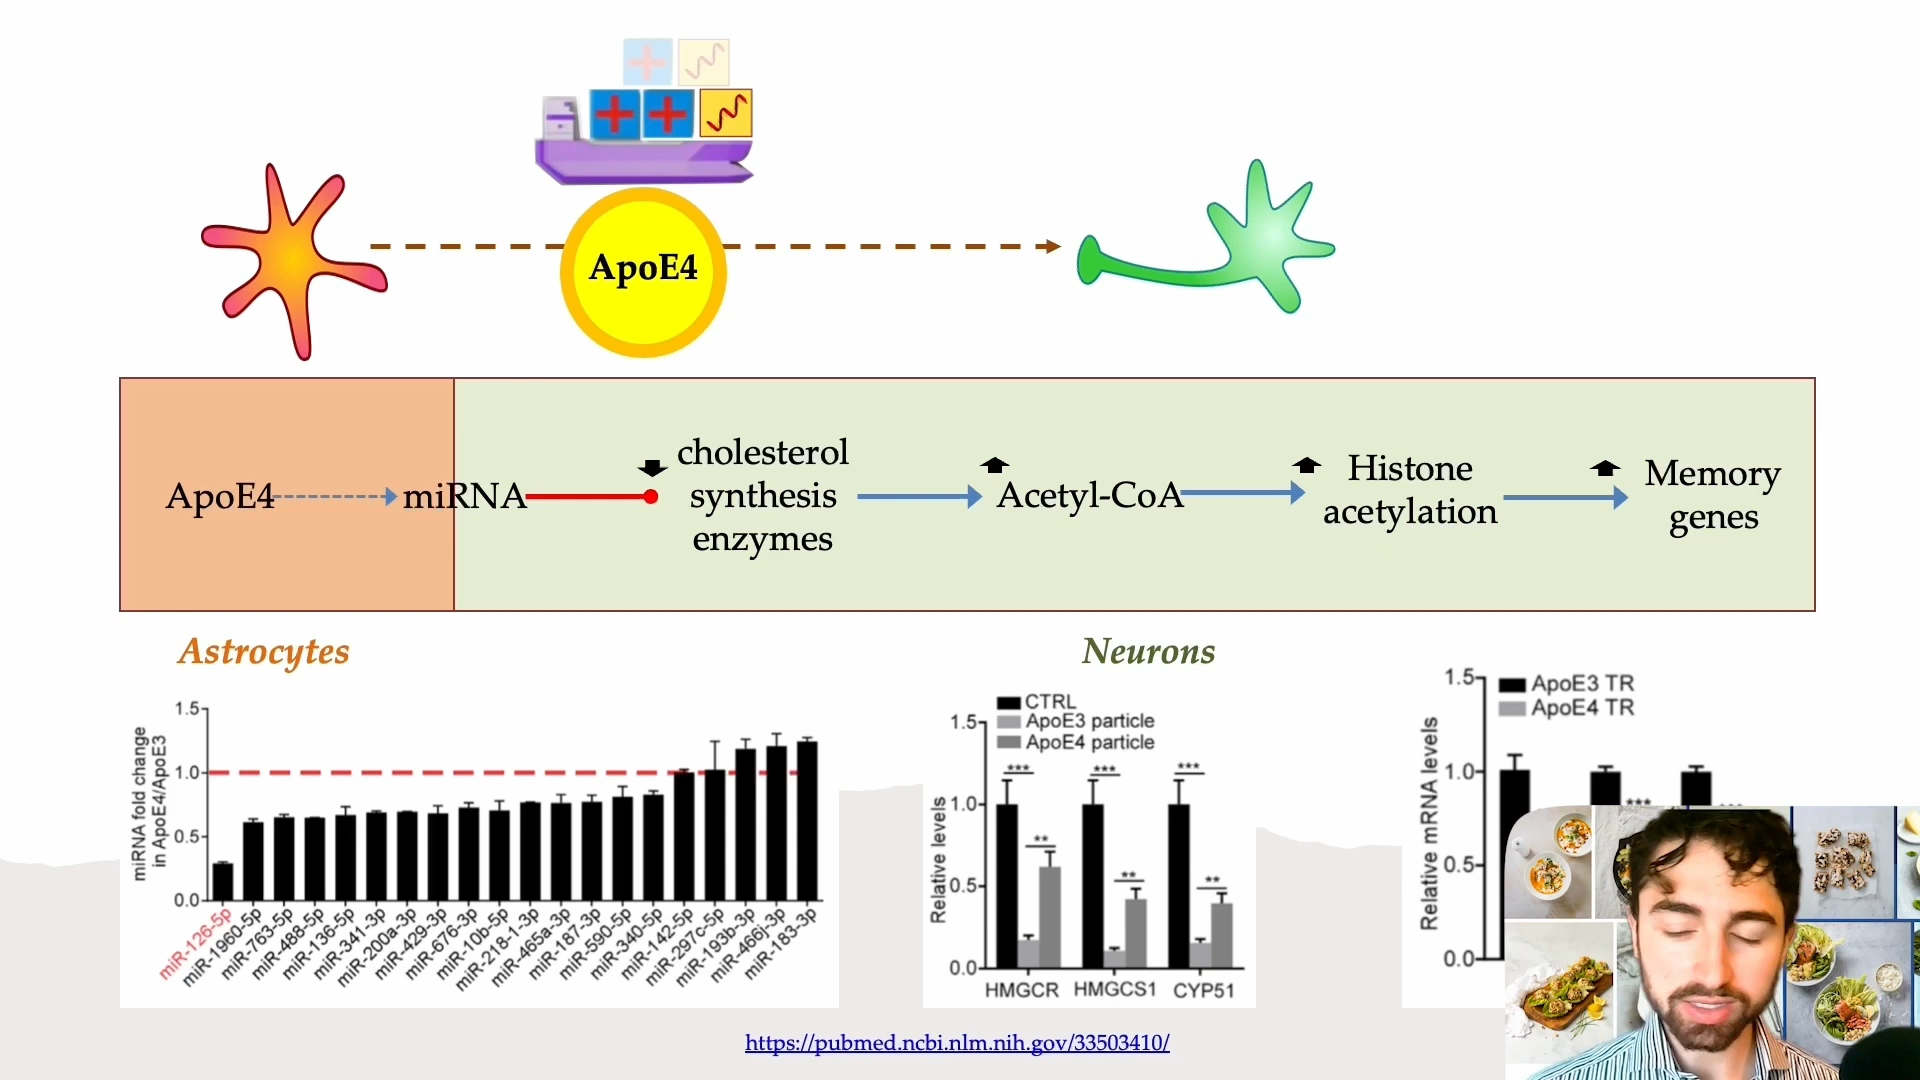 ApoE4
ApoE4
miRNA
cholesterol
synthesis
enzymes
Acetyl-CoA
Histone
acetylation
Memory
genes
Astrocytes
Neurons
miRNA fold change
in ApoE4/ApoE3
1.5
1.0
0.5
0.0
miR-126-5p
miR-1960-5p
miR-763-5p
miR-488-5p
miR-136-5p
miR-341-3p
miR-200a-3p
miR-429-3p
miR-676-3p
miR-10b-5p
miR-218-1-3p
miR-465a-3p
miR-187-3p
miR-590-5p
miR-340-5p
miR-142-5p
miR-297c-5p
miR-193b-3p
miR-466j-3p
miR-183-3p
CTRL
ApoE3 particle
ApoE4 particle
Relative levels
1.5
1.0
0.5
0.0
*** *** ***
** ** **
HMGCR HMGCS1 CYP51
ApoE3 TR
ApoE4 TR
Relative mRNA levels
1.5
1.0
0.5
0.0
***
https://pubmed.ncbi.nlm.nih.gov/33503410/